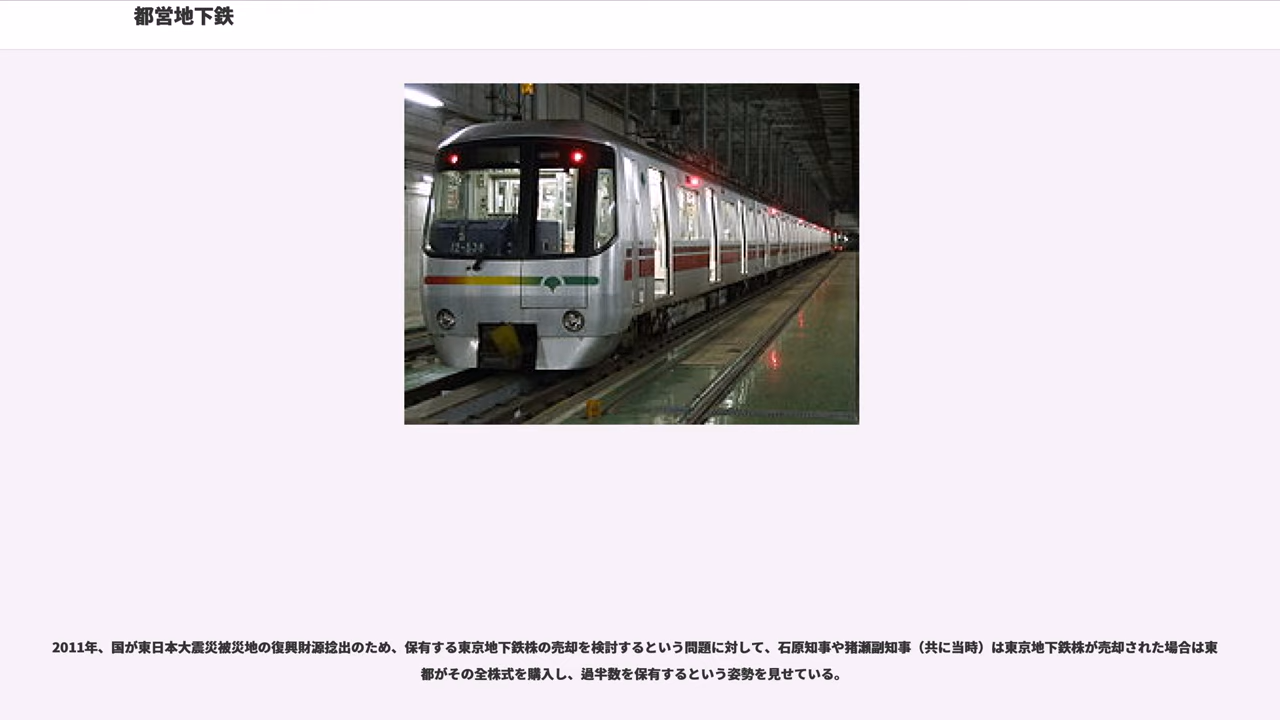 都営地下鉄
2011年、国が東日本大震災被災地の復興財源捻出のため、保有する東京地下鉄株の売却を検討するという問題に対して、石原知事や猪瀬副知事（共に当時）は東京地下鉄株が売却された場合は東
都がその全株式を購入し、過半数を保有するという姿勢を見せている。